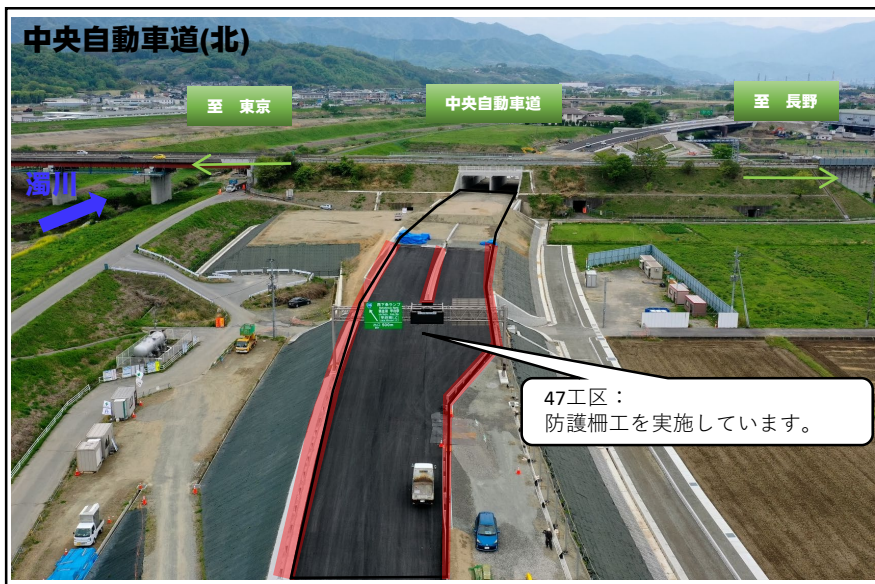 中央自動車道(北)
至　東京
中央自動車道
至　長野
濁川
47工区：
防護柵工を実施しています。